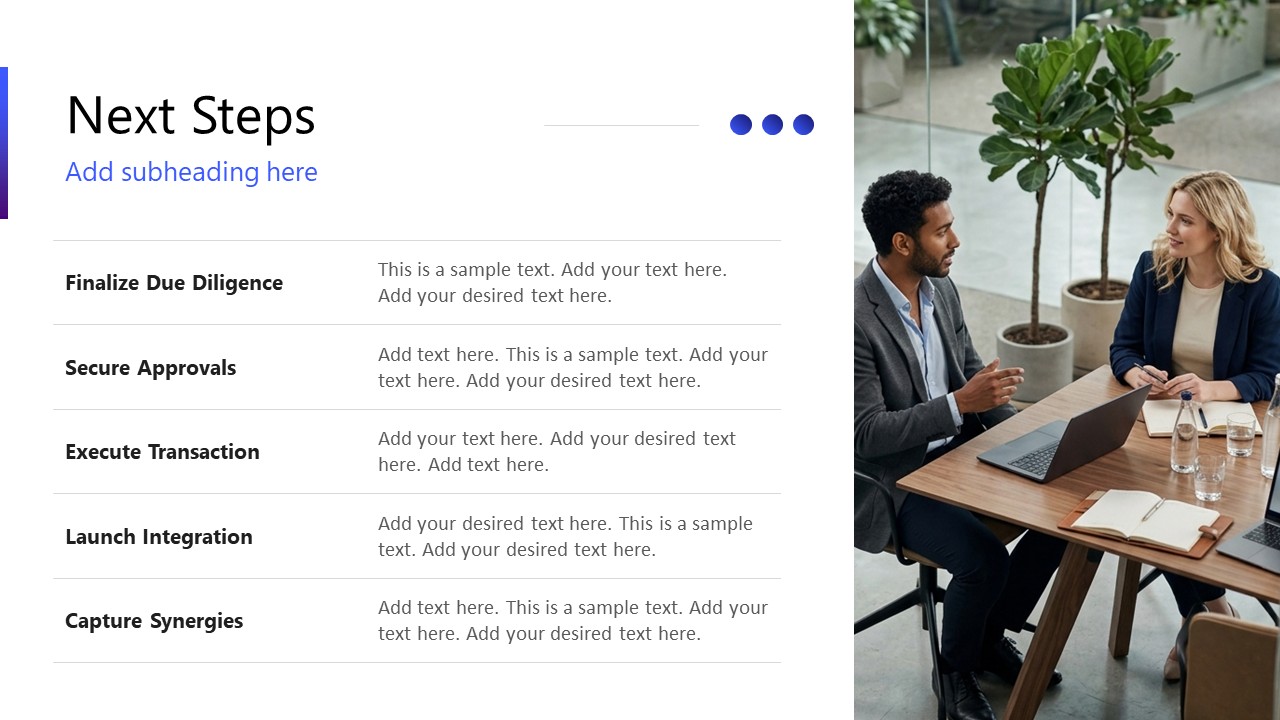 Next Steps
Add subheading here
Finalize Due Diligence
This is a sample text. Add your text here.
Add your desired text here.
Secure Approvals
Add text here. This is a sample text. Add your
text here. Add your desired text here.
Execute Transaction
Add your text here. Add your desired text
here. Add text here.
Launch Integration
Add your desired text here. This is a sample
text. Add your desired text here.
Capture Synergies
Add text here. This is a sample text. Add your
text here. Add your desired text here.